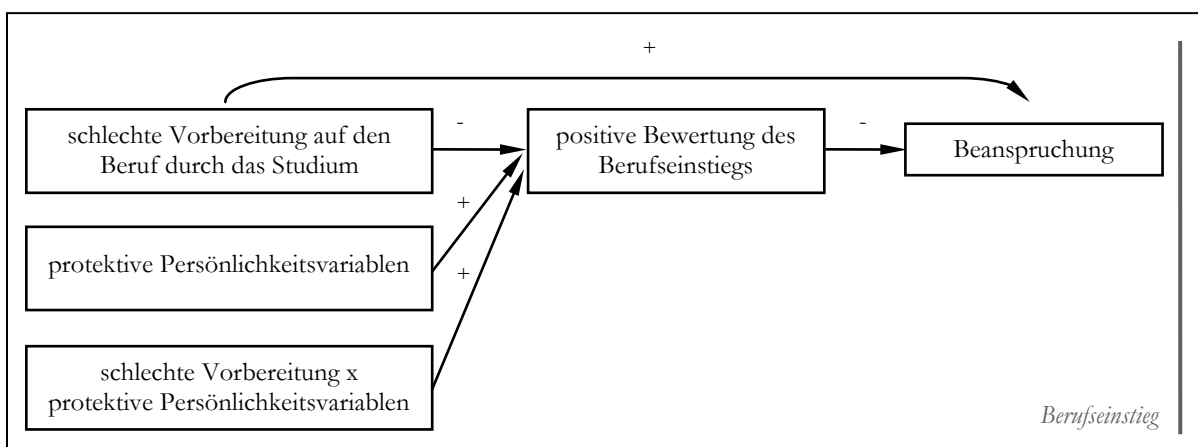 +
schlechte Vorbereitung auf den
Beruf durch das Studium
-
positive Bewertung des
Berufseinstiegs
-
Beanspruchung
+
protektive Persönlichkeitsvariablen
+
schlechte Vorbereitung x
protektive Persönlichkeitsvariablen
Berufseinstieg